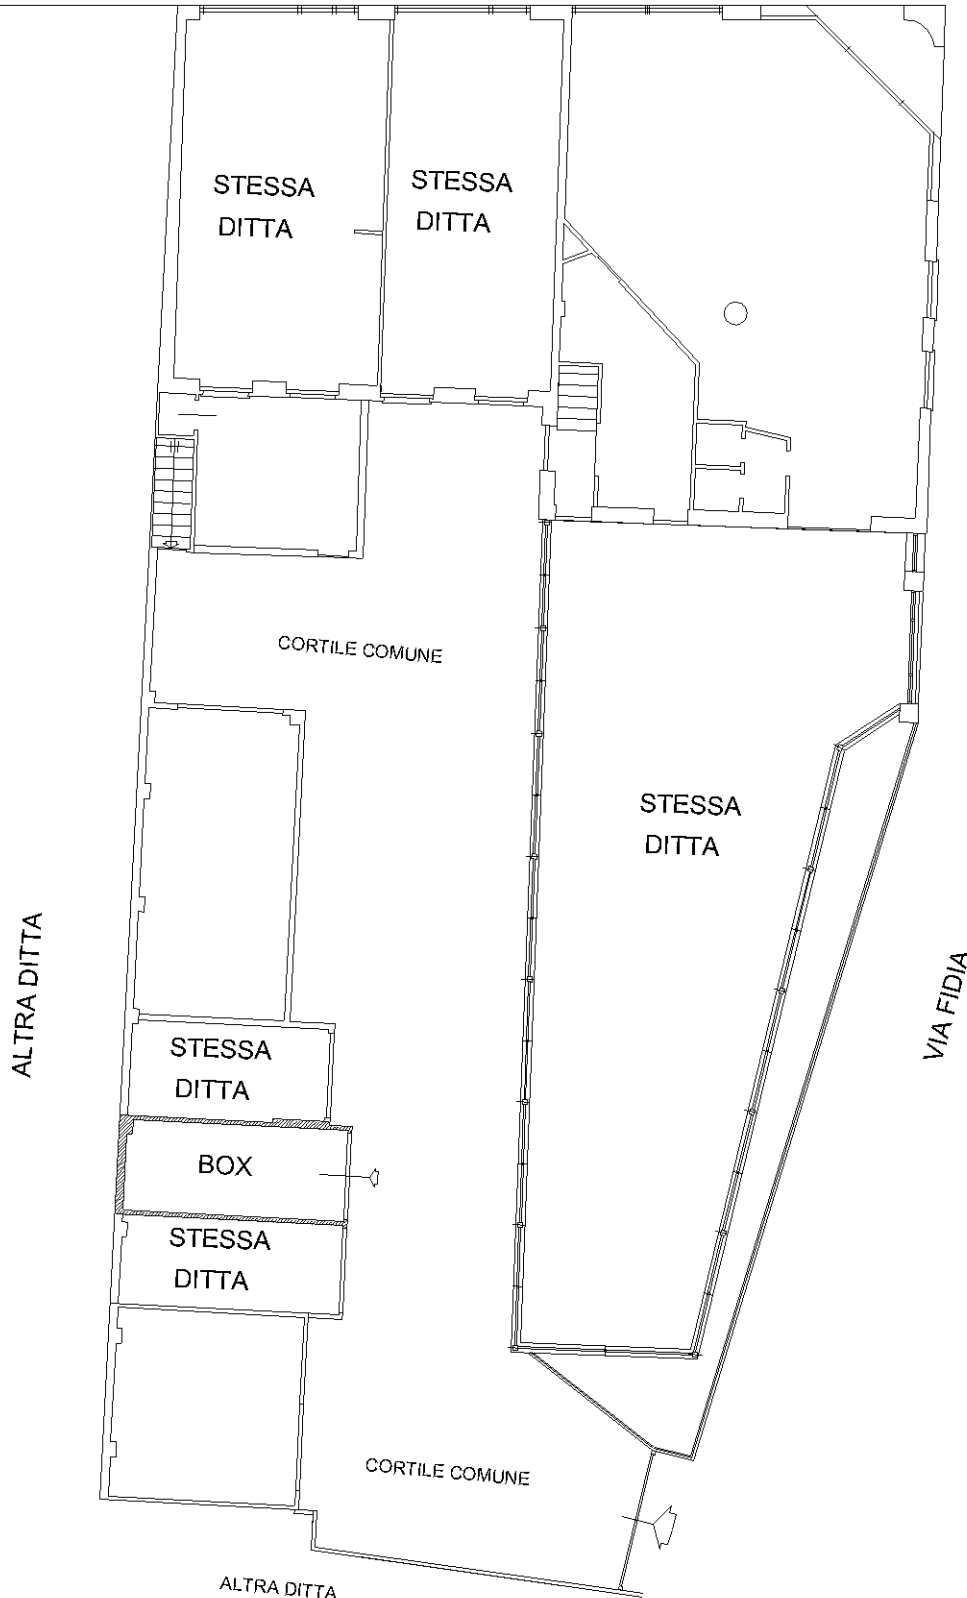 STESSA
DITTA
STESSA
DITTA
CORTILE COMUNE
STESSA
DITTA
ALTRA DITTA
VIA FIDIA
STESSA
DITTA
BOX
STESSA
DITTA
CORTILE COMUNE
ALTRA DITTA